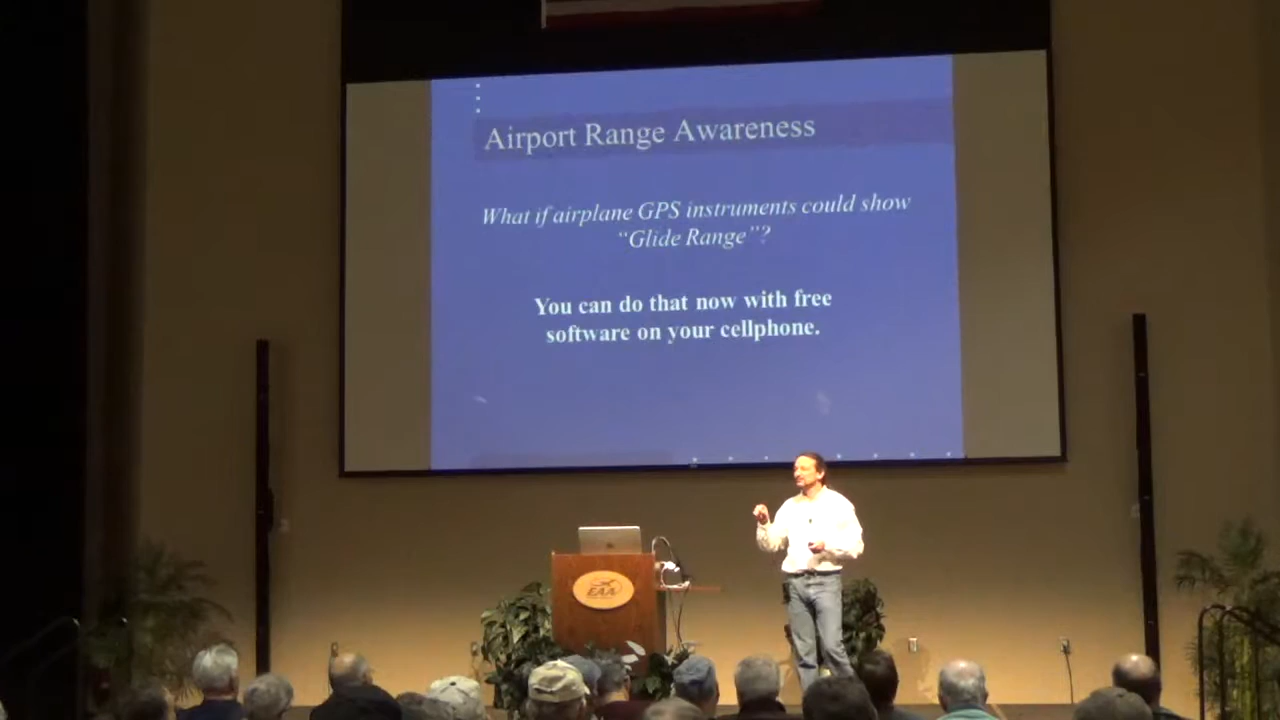 Airport Range Awareness
What if airplane GPS instruments could show
“Glide Range”?
You can do that now with free
software on your cellphone.
EAA